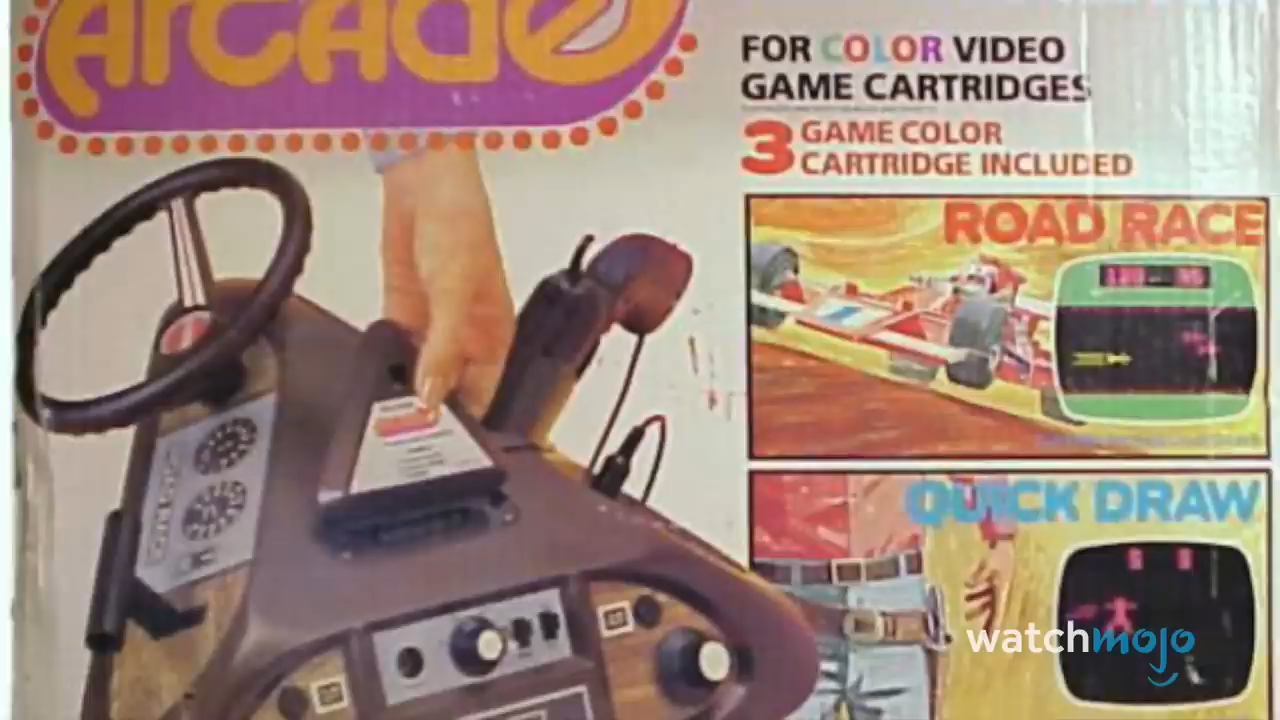 ARCADE
FOR COLOR VIDEO
GAME CARTRIDGES
3 GAME COLOR
CARTRIDGE INCLUDED
ROAD RACE
QUICK DRAW
watchmojo